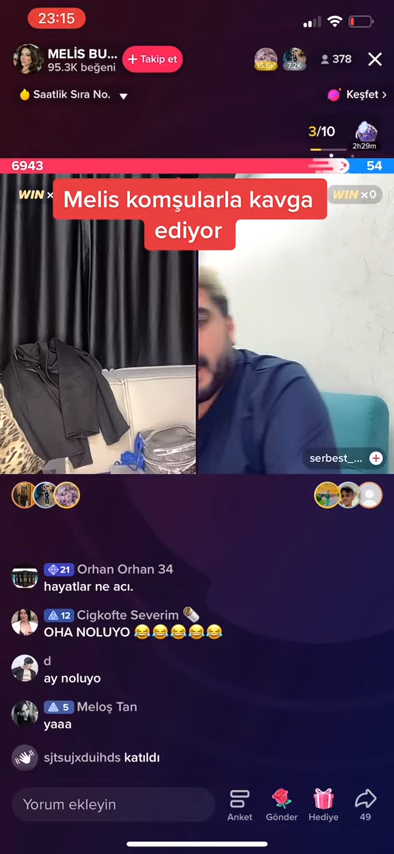 23:15
MELİS BU...
95.3K beğeni
+ Takip et
378
Saatlik Sıra No.
Keşfet >
3/10
2h29m
6943
54
WIN x
WIN x0
Melis komşularla kavga
ediyor
serbest_...
21 Orhan Orhan 34
hayatlar ne acı.
12 Cigkofte Severim 🌯
OHA NOLUYO 😂😂😂😂😂
d
ay noluyo
5 Meloş Tan
yaaa
sjtsujxduihds katıldı
Yorum ekleyin
Anket
Gönder
Hediye
49